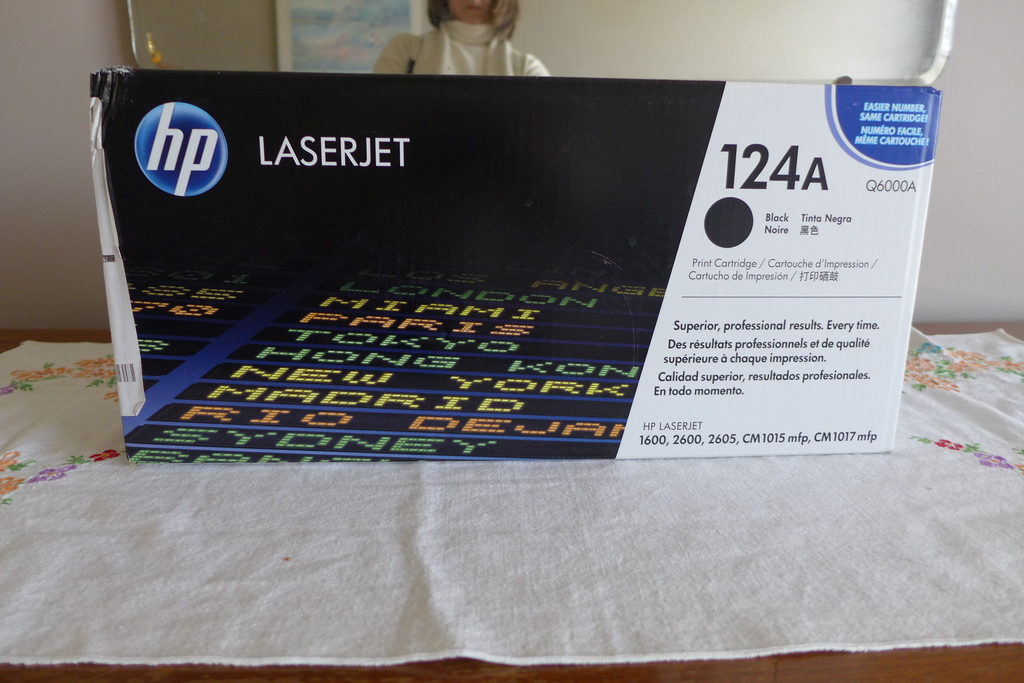 hp
LASERJET
LONDON
MIAMI
PARIS
TOKYO
HONG KON
NEW YORK
MADRID
RIO DEJAN
SYDNEY
EASIER NUMBER,
SAME CARTRIDGE!
NUMÉRO FACILE,
MÊME CARTOUCHE!
124A
Q6000A
Black Tinta Negra
Noire 黑色
Print Cartridge / Cartouche d'Impression /
Cartucho de Impresión / 打印硒鼓
Superior, professional results. Every time.
Des résultats professionnels et de qualité
supérieure à chaque impression.
Calidad superior, resultados profesionales.
En todo momento.
HP LASERJET
1600, 2600, 2605, CM1015 mfp, CM1017 mfp